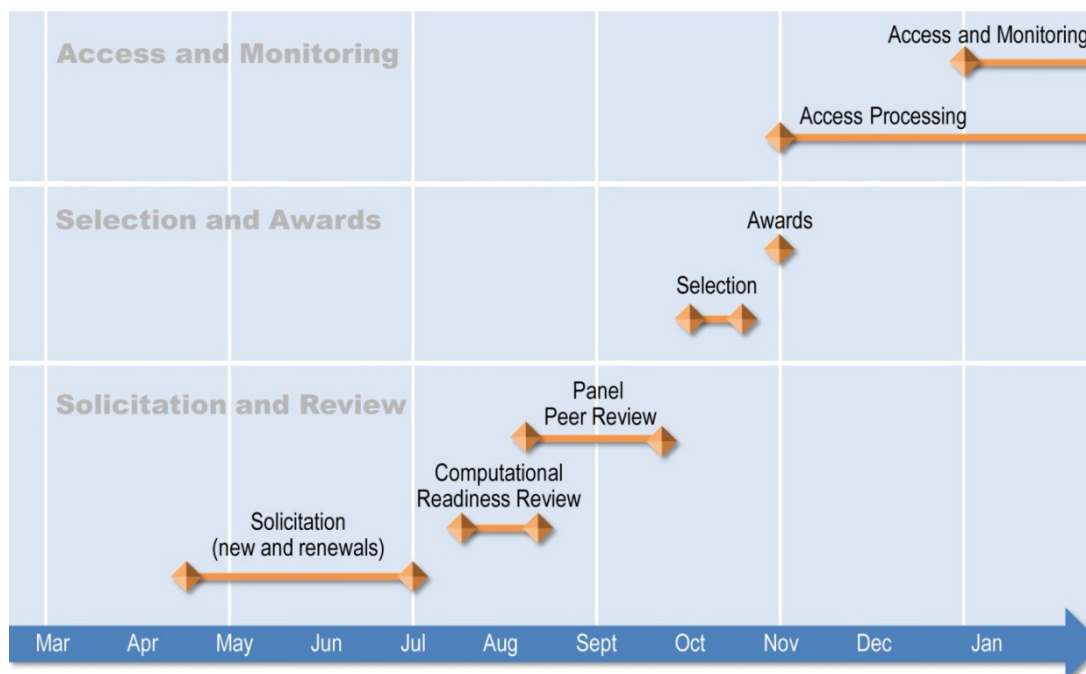 Access and Monitoring
Access and Monitoring
Access Processing
Selection and Awards
Awards
Selection
Solicitation and Review
Panel
Peer Review
Computational
Readiness Review
Solicitation
(new and renewals)
Mar Apr May Jun Jul Aug Sept Oct Nov Dec Jan